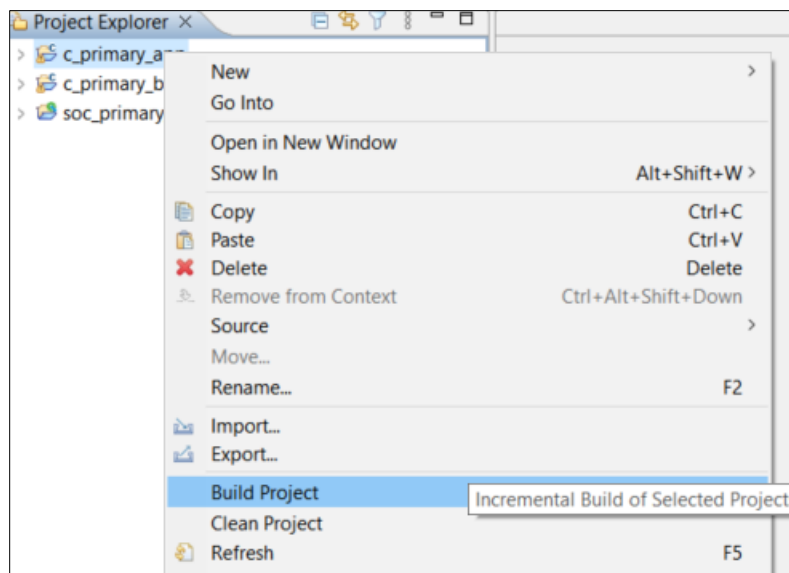 Project Explorer
c_primary_app
c_primary_b
soc_primary
New
Go Into
Open in New Window
Show In Alt+Shift+W
Copy Ctrl+C
Paste Ctrl+V
Delete Delete
Remove from Context Ctrl+Alt+Shift+Down
Source
Move...
Rename... F2
Import...
Export...
Build Project
Incremental Build of Selected Project
Clean Project
Refresh F5